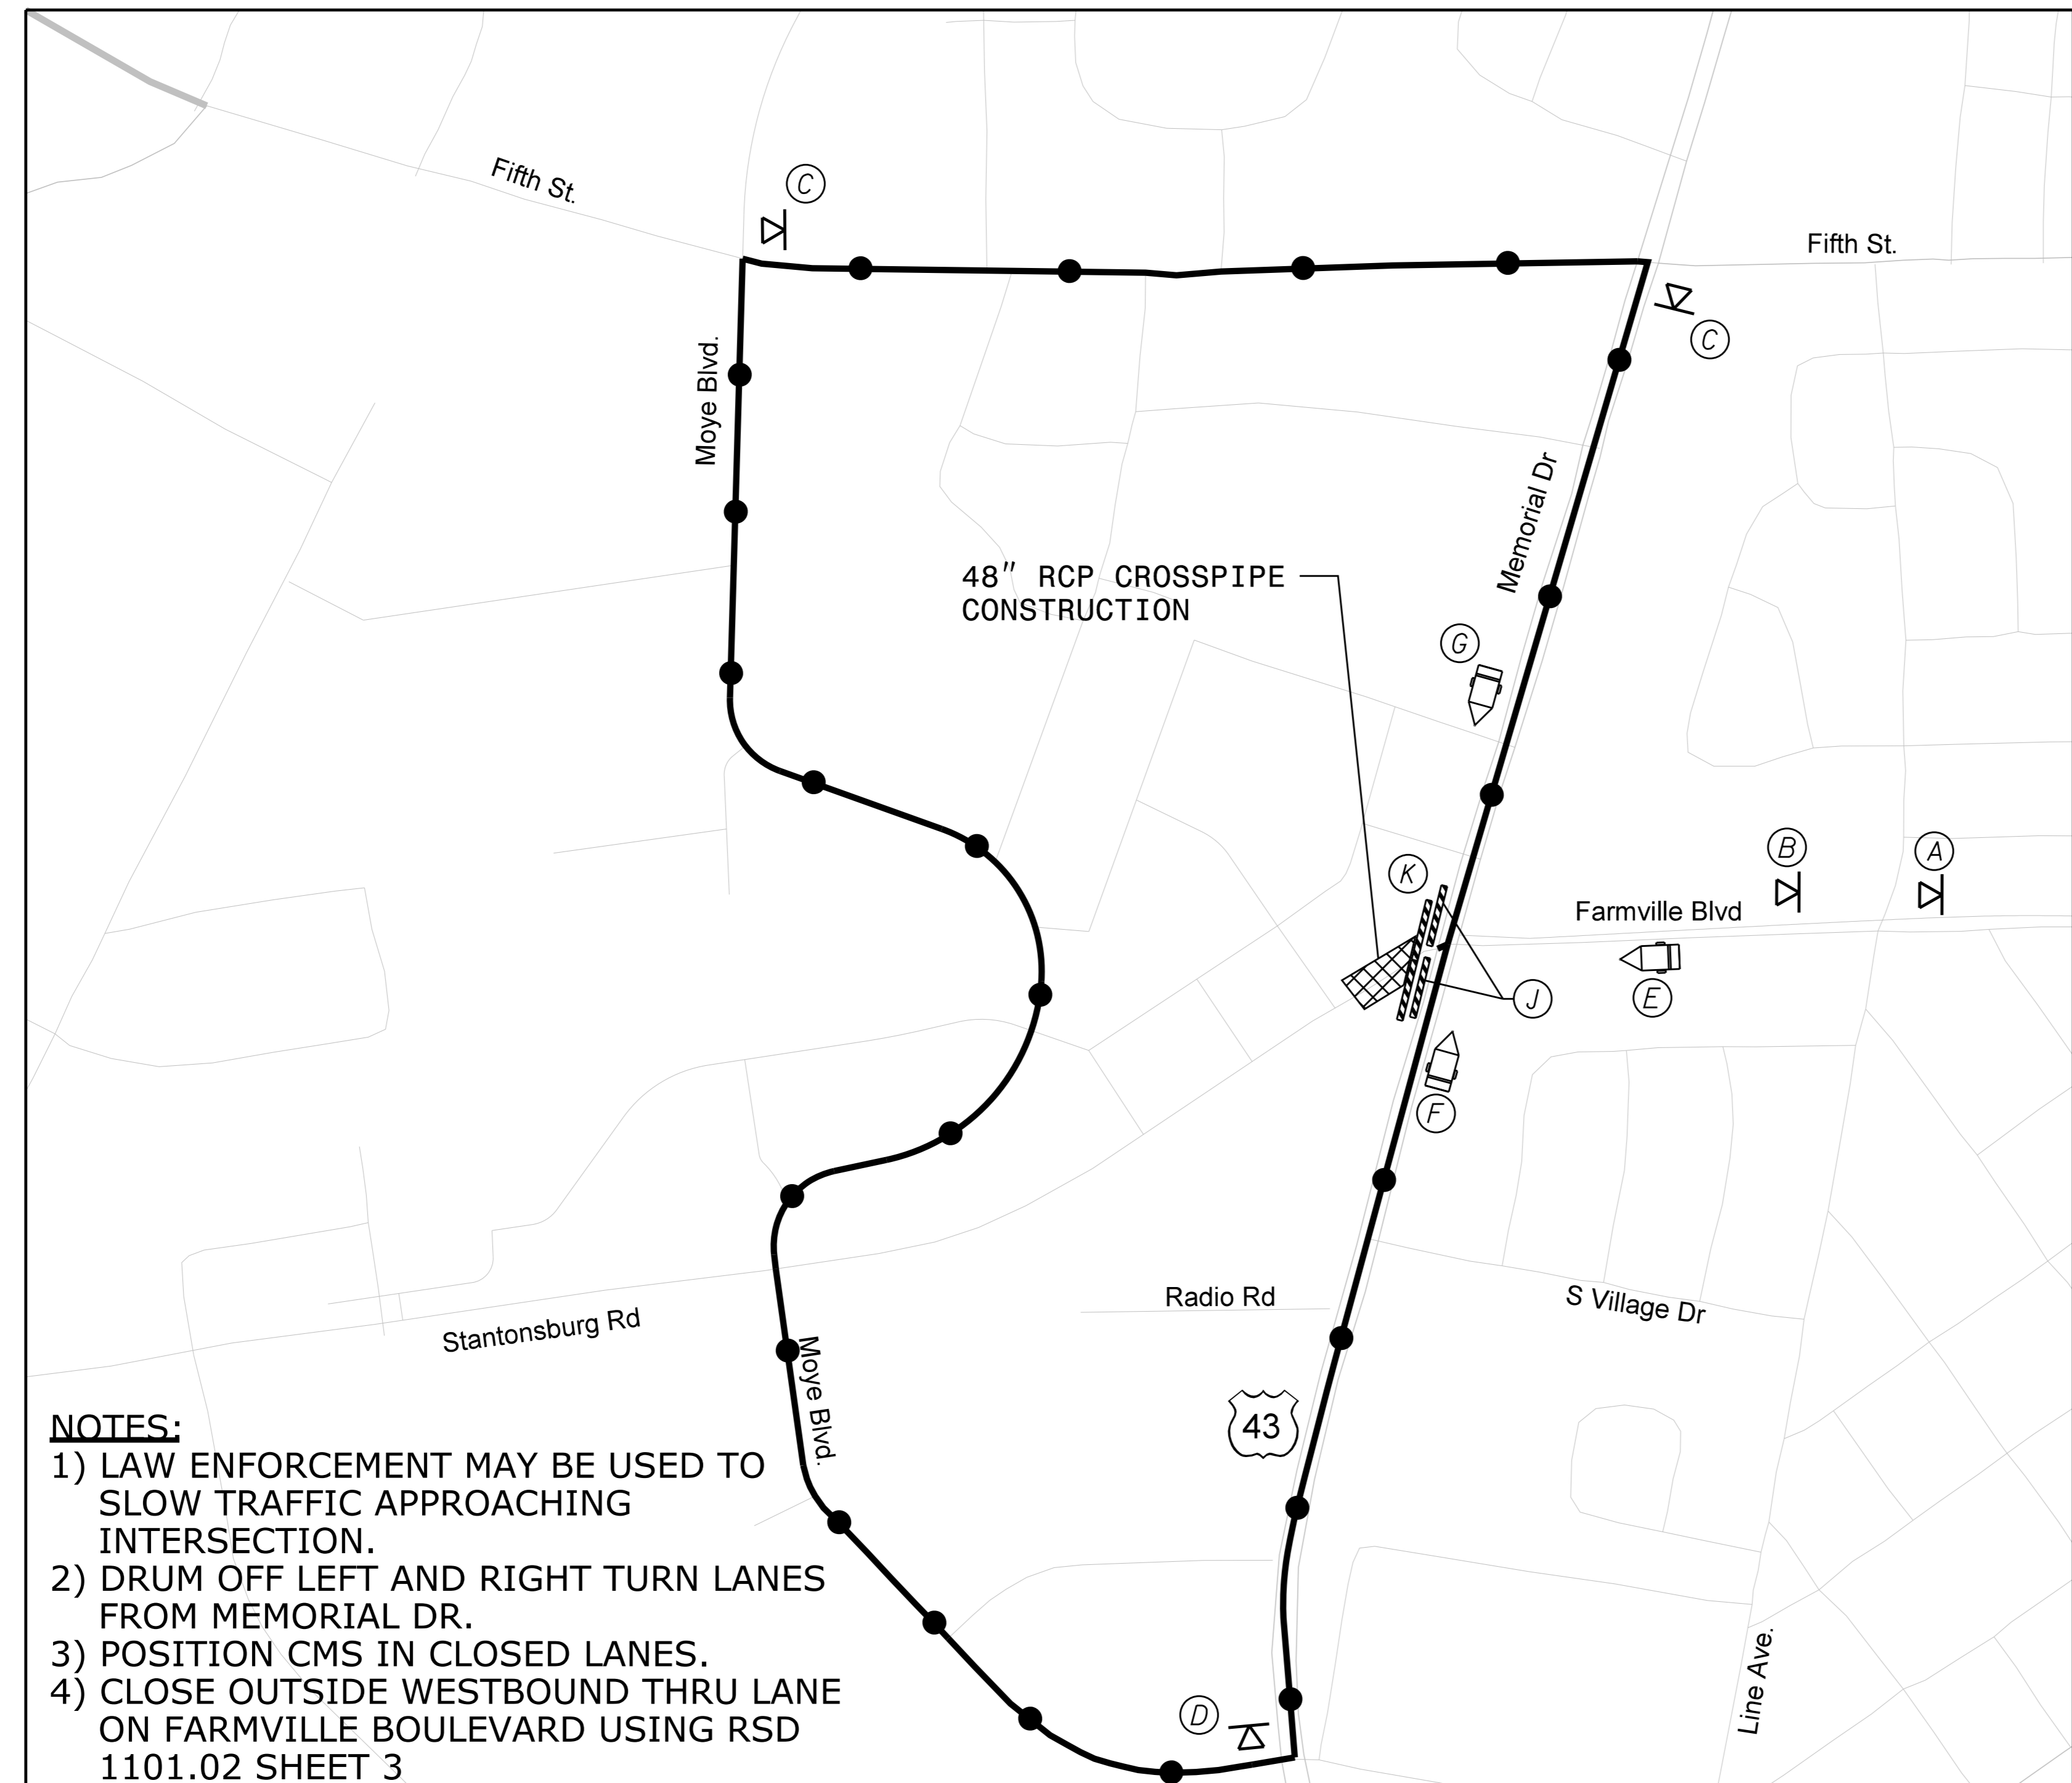 Fifth St.
C
Fifth St.
C
Moye Blvd.
Memorial Dr
48" RCP CROSSPIPE
CONSTRUCTION
G
B
A
K
Farmville Blvd
J
E
F
Radio Rd
S Village Dr
Stantonsburg Rd
Moye Blvd.
43
NOTES:
1) LAW ENFORCEMENT MAY BE USED TO
SLOW TRAFFIC APPROACHING
INTERSECTION.
2) DRUM OFF LEFT AND RIGHT TURN LANES
FROM MEMORIAL DR.
3) POSITION CMS IN CLOSED LANES.
4) CLOSE OUTSIDE WESTBOUND THRU LANE
ON FARMVILLE BOULEVARD USING RSD
1101.02 SHEET 3
D
Line Ave.